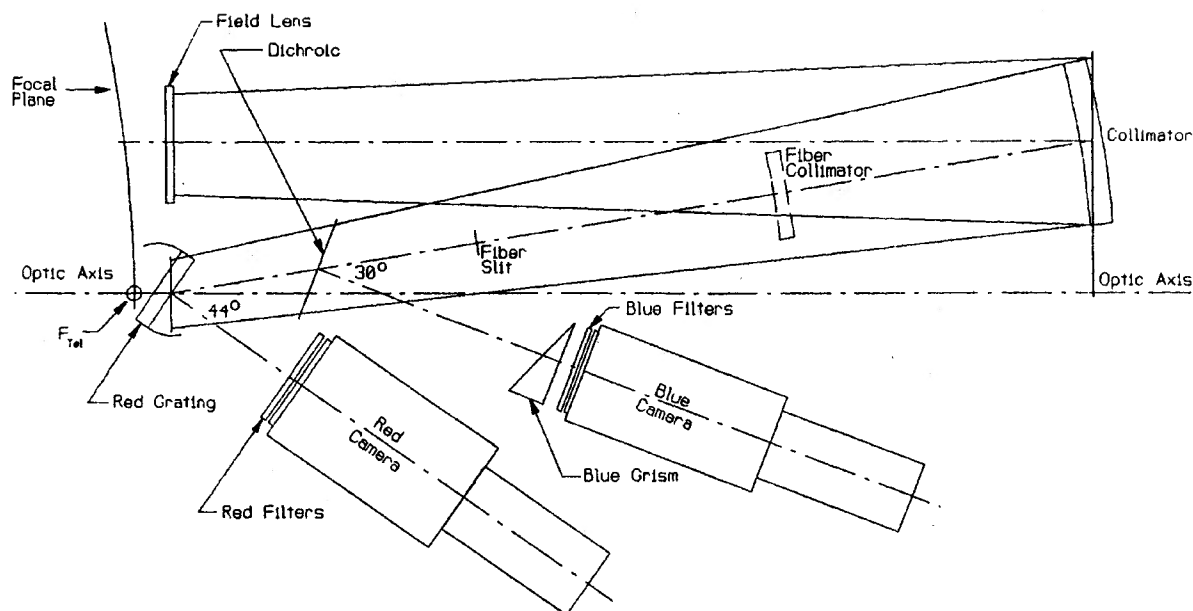 Field Lens
Dichroic
Focal
Plane
Collimator
Fiber
Collimator
Fiber
Slit
30°
Optic Axis
Optic Axis
44°
F Tel
Blue Filters
Red Grating
Blue
Camera
Red
Camera
Blue Grism
Red Filters